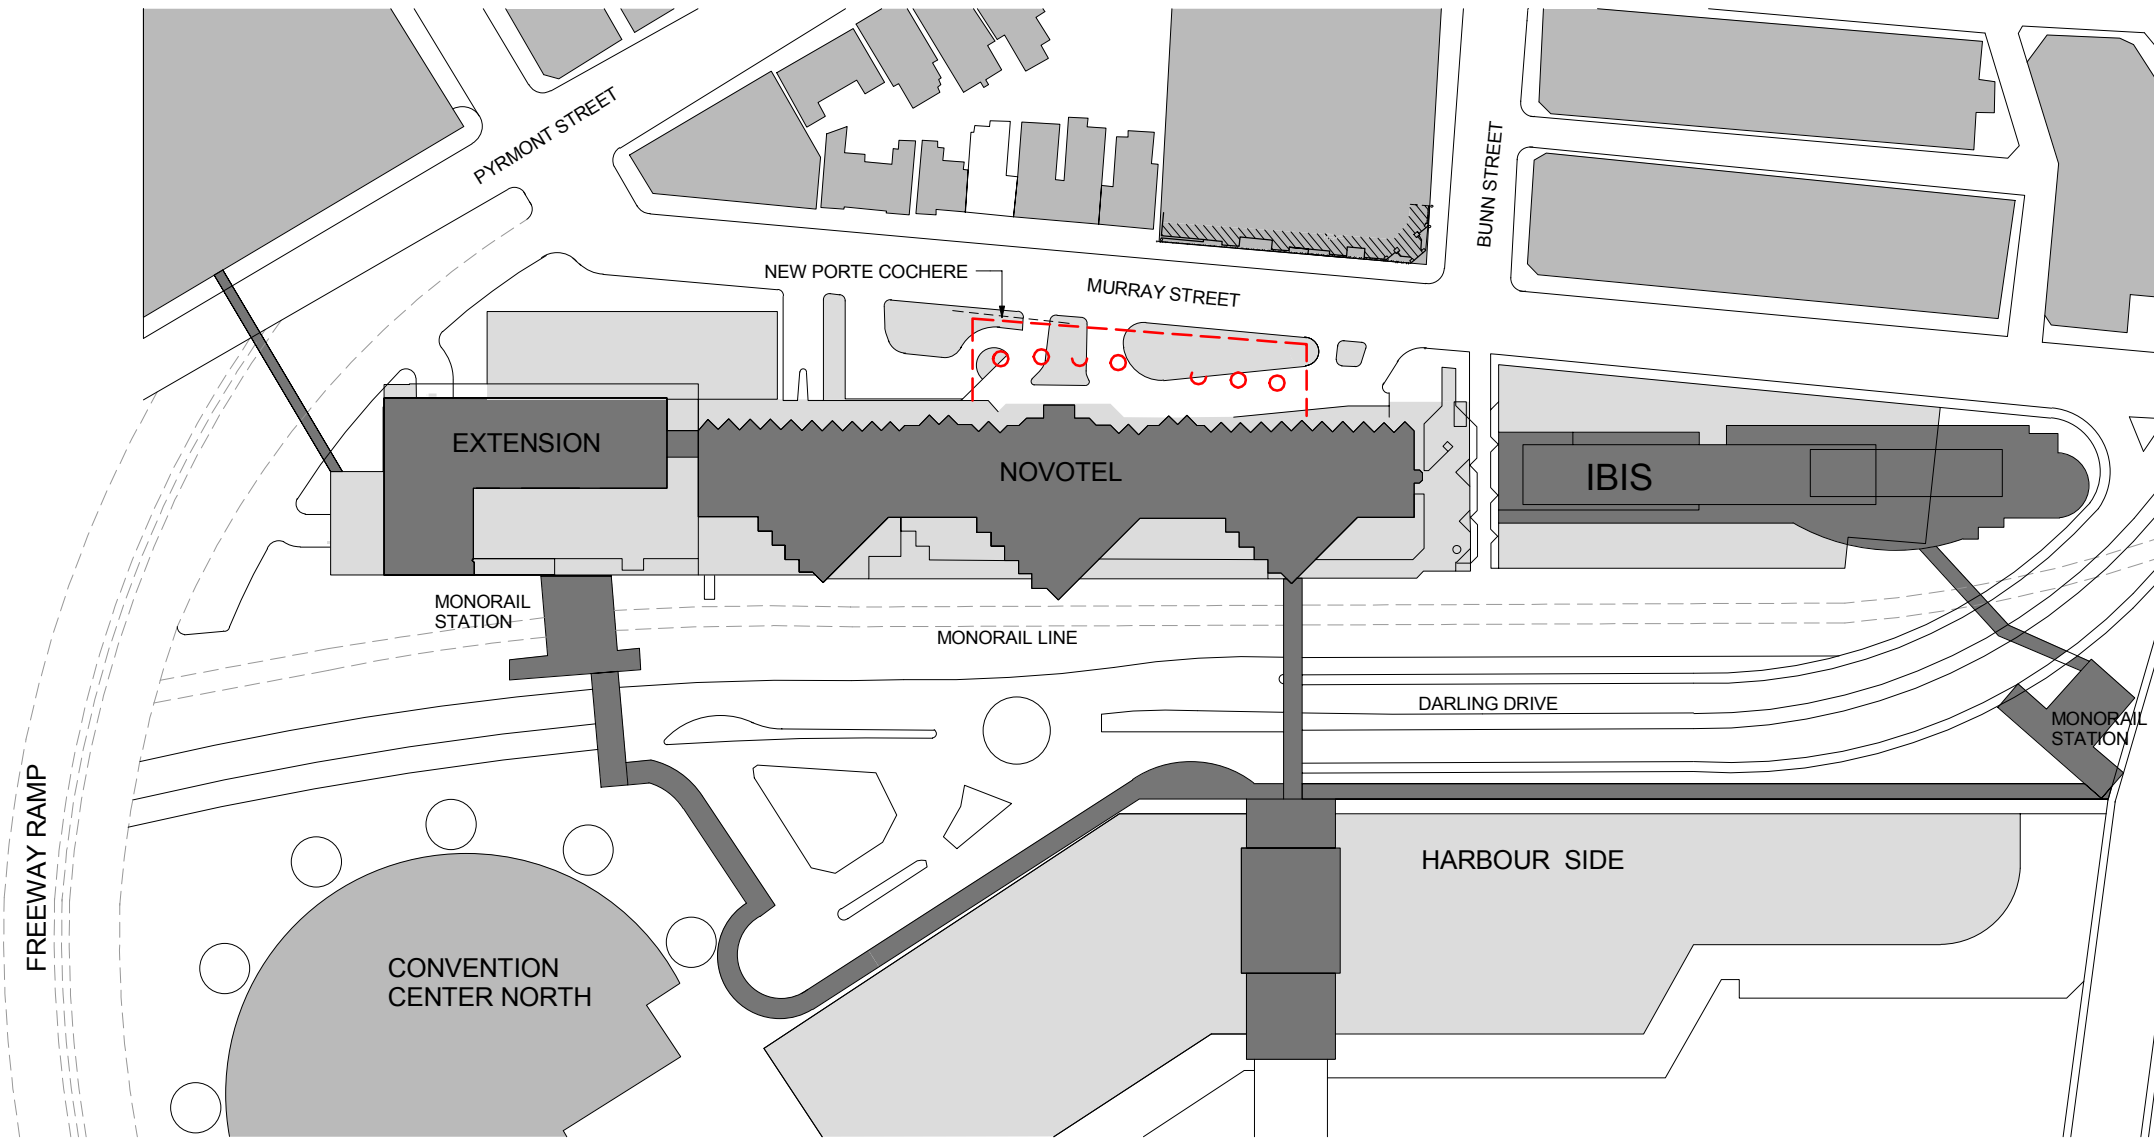 PYRMONT STREET
BUNN STREET
NEW PORTE COCHERE
MURRAY STREET
EXTENSION
NOVOTEL
IBIS
MONORAIL
STATION
MONORAIL LINE
DARLING DRIVE
MONORAIL
STATION
FREEWAY RAMP
HARBOUR SIDE
CONVENTION
CENTER NORTH